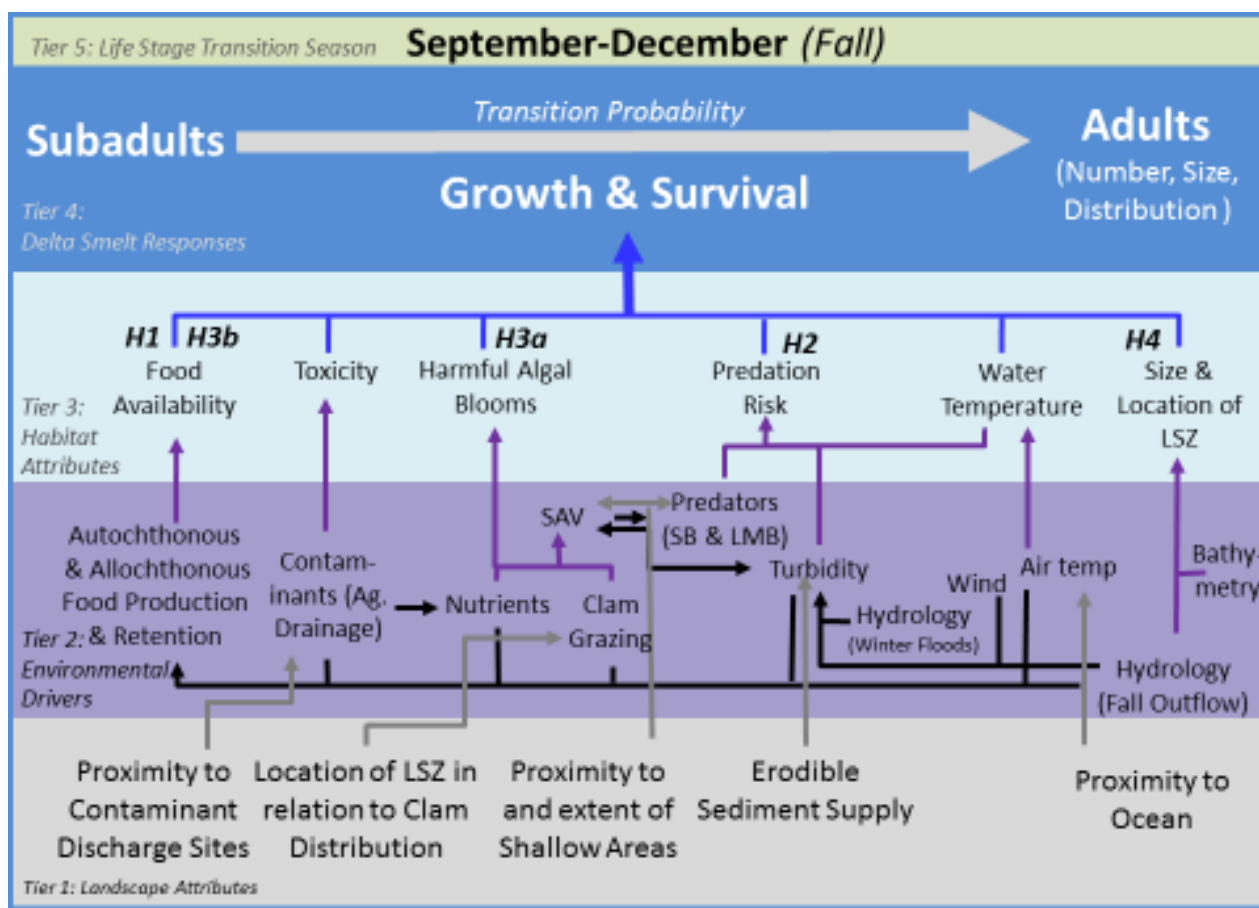 Tier 5: Life Stage Transition Season September-December (Fall)
Transition Probability
Subadults
Adults
(Number, Size,
Distribution )
Growth & Survival
Tier 4:
Delta Smelt Responses
H1 H3b
H3a
H2
H4
Food
Availability
Toxicity
Harmful Algal
Blooms
Predation
Risk
Water
Temperature
Size &
Location of
LSZ
Tier 3:
Habitat
Attributes
Autochthonous
& Allochthonous
Food Production
& Retention
Contam-
inants (Ag.
Drainage)
Nutrients
SAV
Clam
Grazing
Predators
(SB & LMB)
Turbidity
Hydrology
(Winter Floods)
Wind
Air temp
Bathy-
metry
Hydrology
(Fall Outflow)
Tier 2:
Environmental
Drivers
Proximity to
Contaminant
Discharge Sites
Location of LSZ in
relation to Clam
Distribution
Proximity to
and extent of
Shallow Areas
Erodible
Sediment Supply
Proximity to
Ocean
Tier 1: Landscape Attributes